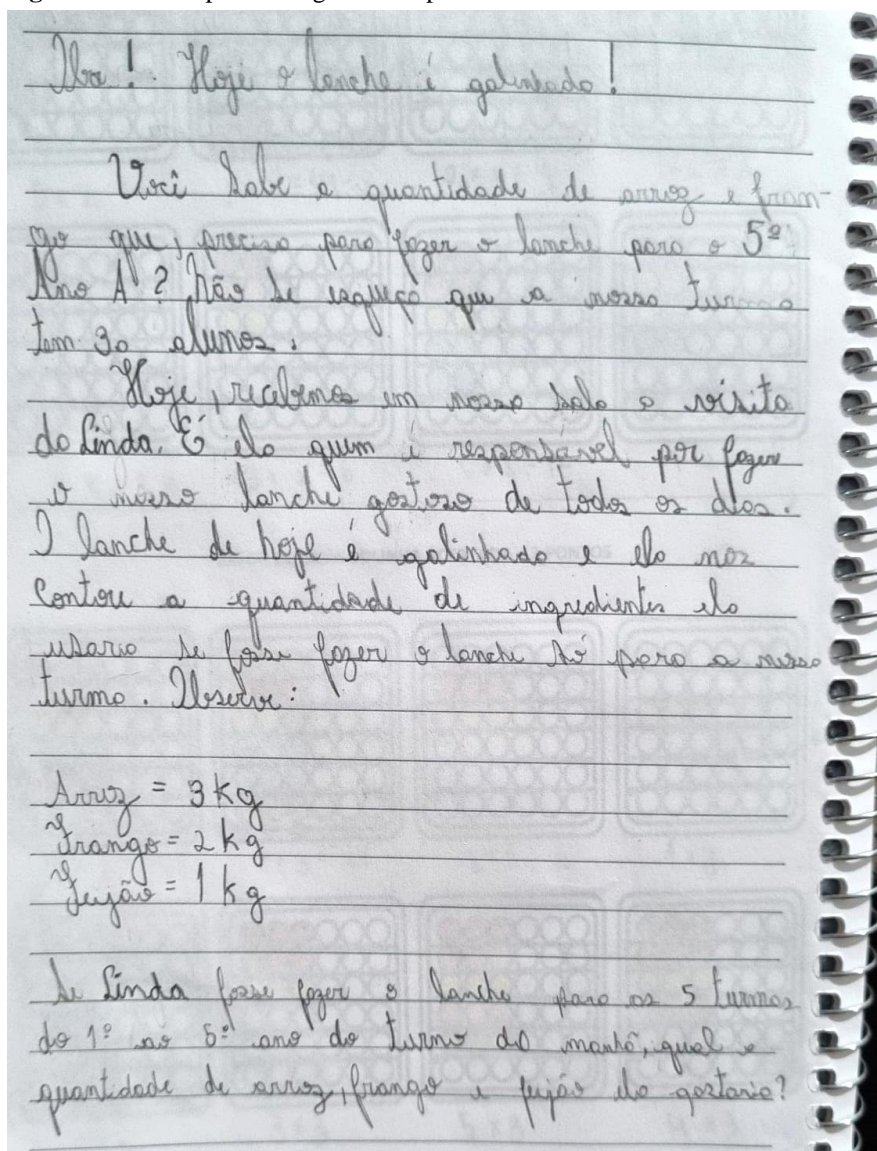 Oba! Hoje o lanche é galinhada!
Você sabe a quantidade de arroz e fran-
go que, preciso para fazer o lanche para o 5º
Ano A? Não se esqueça que a nossa turma
tem 30 alunos.
Hoje, recebemos em nossa sala a visita
da Linda. É ela quem é responsável por fazer
o nosso lanche gostoso de todos os dias.
O lanche de hoje é galinhada e ela nos
contou a quantidade de ingredientes ela
usaria se fosse fazer o lanche só para a nossa
turma. Observe:
Arroz = 3 kg
Frango = 2 kg
Feijão = 1 kg
Se Linda fosse fazer o lanche para as 5 turmas
do 1º ao 5º ano do turno da manhã, qual a
quantidade de arroz, frango e feijão ela gastaria?